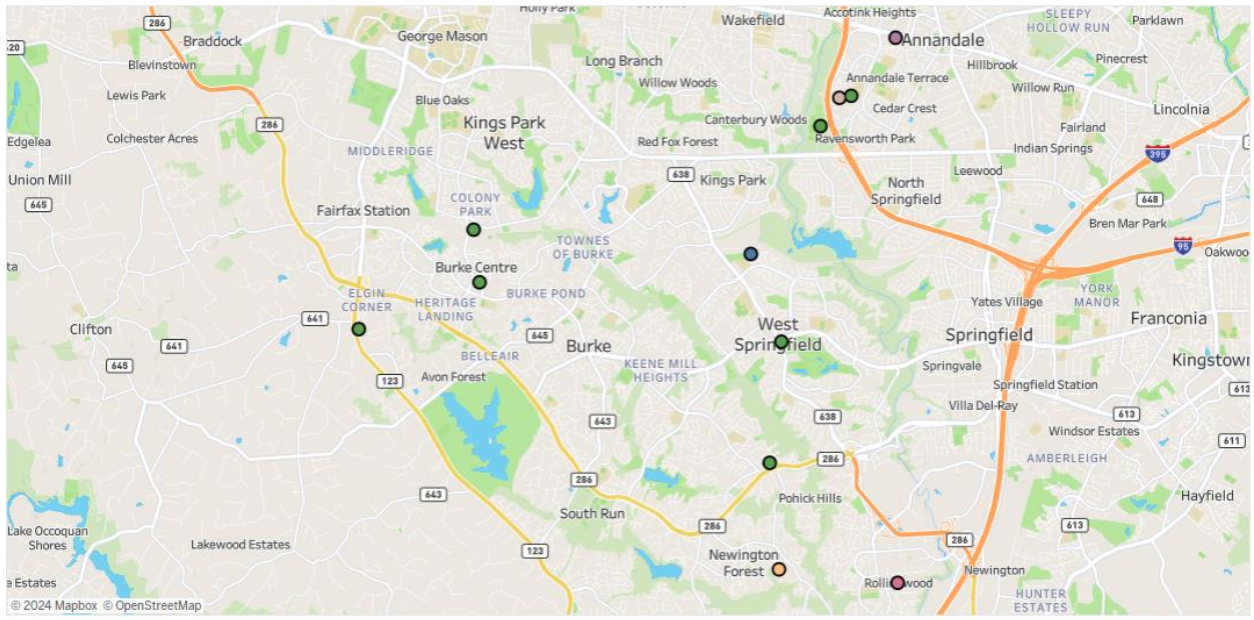 Holly Park
286
Braddock
620
Blevinstown
Lewis Park
George Mason
Long Branch
Wakefield
Accotink Heights
SLEEPY
HOLLOW RUN
Parklawn
Annandale
Hillbrook
Pinecrest
Willow Woods
Annandale Terrace
Willow Run
Blue Oaks
Cedar Crest
Lincolnia
Edgelea
Colchester Acres
286
Kings Park
West
Canterbury Woods
Ravensworth Park
Fairland
Red Fox Forest
Indian Springs
395
MIDDLERIDGE
Union Mill
638
Kings Park
North
Springfield
Leewood
645
COLONY
PARK
648
Fairfax Station
Bren Mar Park
TOWNES
OF BURKE
95
Oakwoo
ta
Burke Centre
ELGIN
CORNER
HERITAGE
LANDING
BURKE POND
YORK
MANOR
Yates Village
641
Clifton
641
645
645
Burke
West
Springfield
Springfield
Franconia
BELLEAIR
KEENE MILL
HEIGHTS
Kingstown
Springvale
123
Avon Forest
Springfield Station
613
Villa Del-Ray
643
638
613
Windsor Estates
611
AMBERLEIGH
286
643
286
Pohick Hills
Hayfield
South Run
286
613
Lake Occoquan
Shores
Lakewood Estates
123
286
Newington
Forest
Newington
e Estates
HUNTER
ESTATES
© 2024 Mapbox © OpenStreetMap